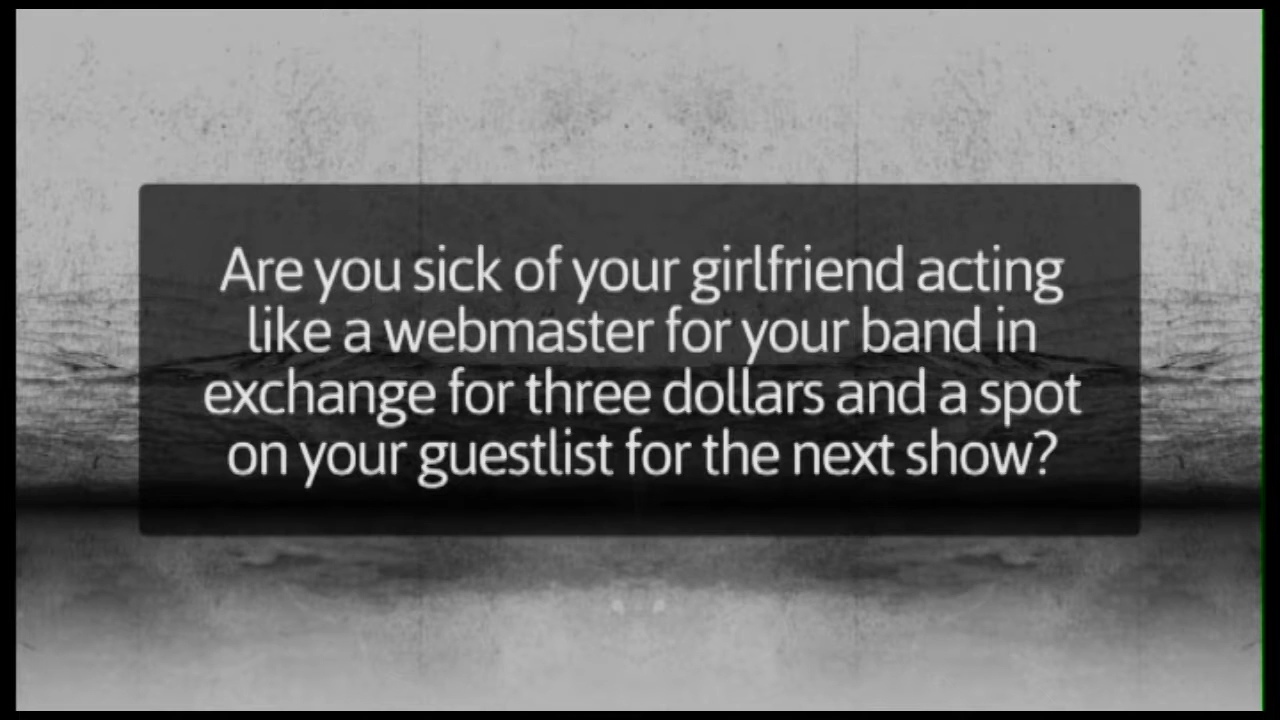 Are you sick of your girlfriend acting
like a webmaster for your band in
exchange for three dollars and a spot
on your guestlist for the next show?